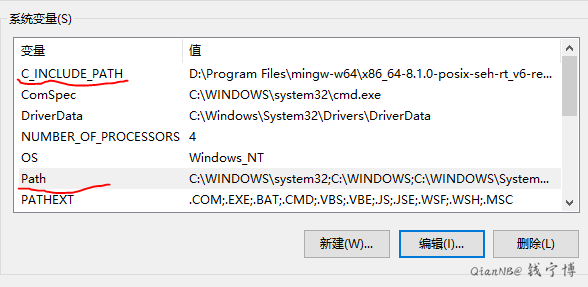 系统变量(S)
变量 值
C_INCLUDE_PATH D:\Program Files\mingw-w64\x86_64-8.1.0-posix-seh-rt_v6-re...
ComSpec C:\WINDOWS\system32\cmd.exe
DriverData C:\Windows\System32\Drivers\DriverData
NUMBER_OF_PROCESSORS 4
OS Windows_NT
Path C:\WINDOWS\system32;C:\WINDOWS;C:\WINDOWS\System...
PATHEXT .COM;.EXE;.BAT;.CMD;.VBS;.VBE;.JS;.JSE;.WSF;.WSH;.MSC
新建(W)... 编辑(I)... 删除(L)
QianNB@ 钱宁博